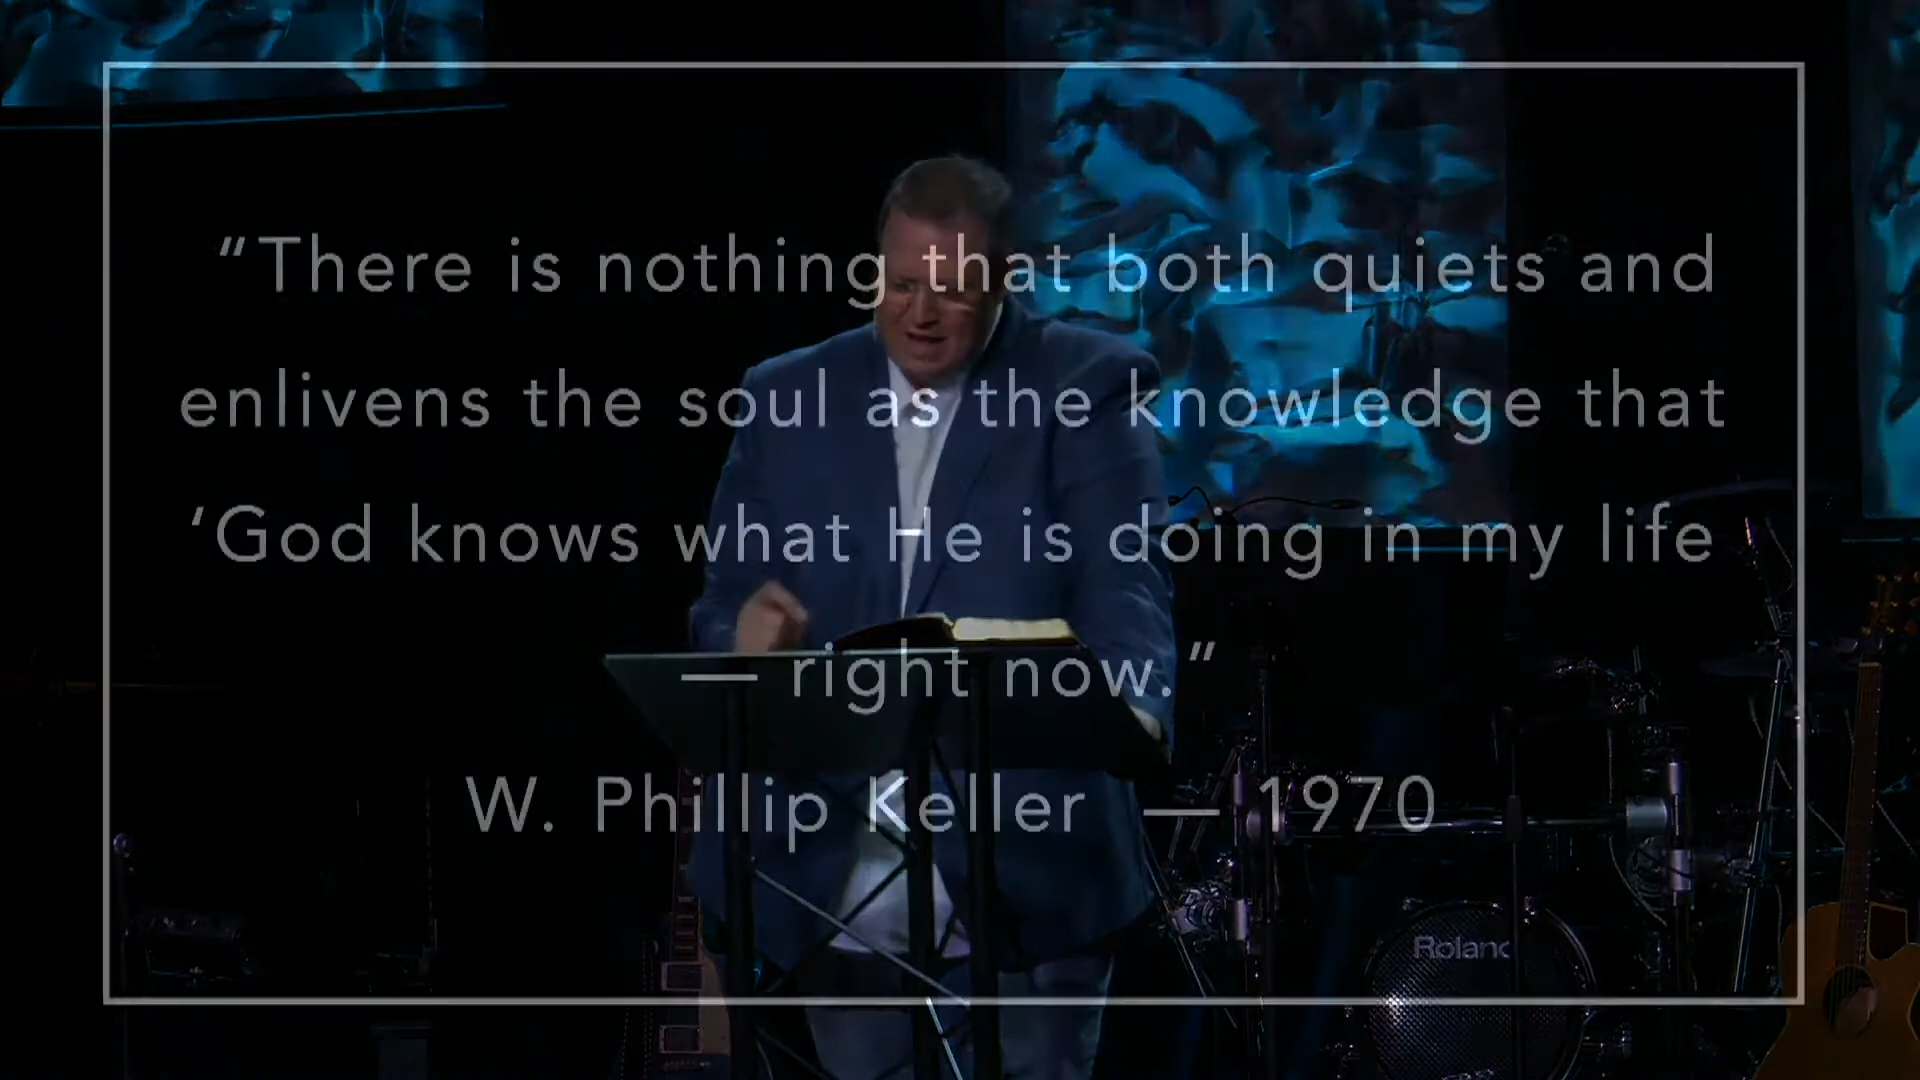 “There is nothing that both quiets and
enlivens the soul as the knowledge that
‘God knows what He is doing in my life
— right now.”
W. Phillip Keller — 1970
Roland